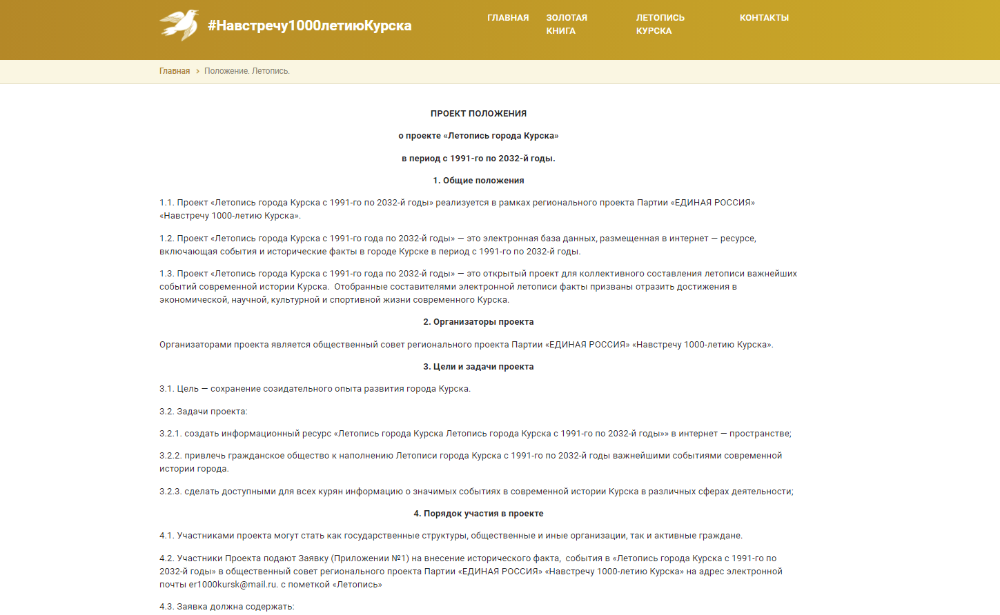 #Навстречу1000летиюКурска
ГЛАВНАЯ
ЗОЛОТАЯ
КНИГА
ЛЕТОПИСЬ
КУРСКА
КОНТАКТЫ
Главная > Положение. Летопись.
ПРОЕКТ ПОЛОЖЕНИЯ
о проекте «Летопись города Курска»
в период с 1991-го по 2032-й годы.
1. Общие положения
1.1. Проект «Летопись города Курска с 1991-го по 2032-й годы» реализуется в рамках регионального проекта Партии «ЕДИНАЯ РОССИЯ»
«Навстречу 1000-летию Курска».
1.2. Проект «Летопись города Курска с 1991-го года по 2032-й годы» — это электронная база данных, размещенная в интернет — ресурсе,
включающая события и исторические факты в городе Курске в период с 1991-го по 2032-й годы.
1.3. Проект «Летопись города Курска с 1991-го года по 2032-й годы» — это открытый проект для коллективного составления летописи важнейших
событий современной истории Курска.  Отобранные составителями электронной летописи факты призваны отразить достижения в
экономической, научной, культурной и спортивной жизни современного Курска.
2. Организаторы проекта
Организаторами проекта является общественный совет регионального проекта Партии «ЕДИНАЯ РОССИЯ» «Навстречу 1000-летию Курска».
3. Цели и задачи проекта
3.1. Цель — сохранение созидательного опыта развития города Курска.
3.2. Задачи проекта:
3.2.1. создать информационный ресурс «Летопись города Курска Летопись города Курска с 1991-го по 2032-й годы»» в интернет — пространстве;
3.2.2. привлечь гражданское общество к наполнению Летописи города Курска с 1991-го по 2032-й годы важнейшими событиями современной
истории города.
3.2.3. сделать доступными для всех курян информацию о значимых событиях в современной истории Курска в различных сферах деятельности;
4. Порядок участия в проекте
4.1. Участниками проекта могут стать как государственные структуры, общественные и иные организации, так и активные граждане.
4.2. Участники Проекта подают Заявку (Приложении №1) на внесение исторического факта,  события в «Летопись города Курска с 1991-го по
2032-й годы» в общественный совет регионального проекта Партии «ЕДИНАЯ РОССИЯ» «Навстречу 1000-летию Курска» на адрес электронной
почты er1000kursk@mail.ru. с пометкой «Летопись»
4.3. Заявка должна содержать: